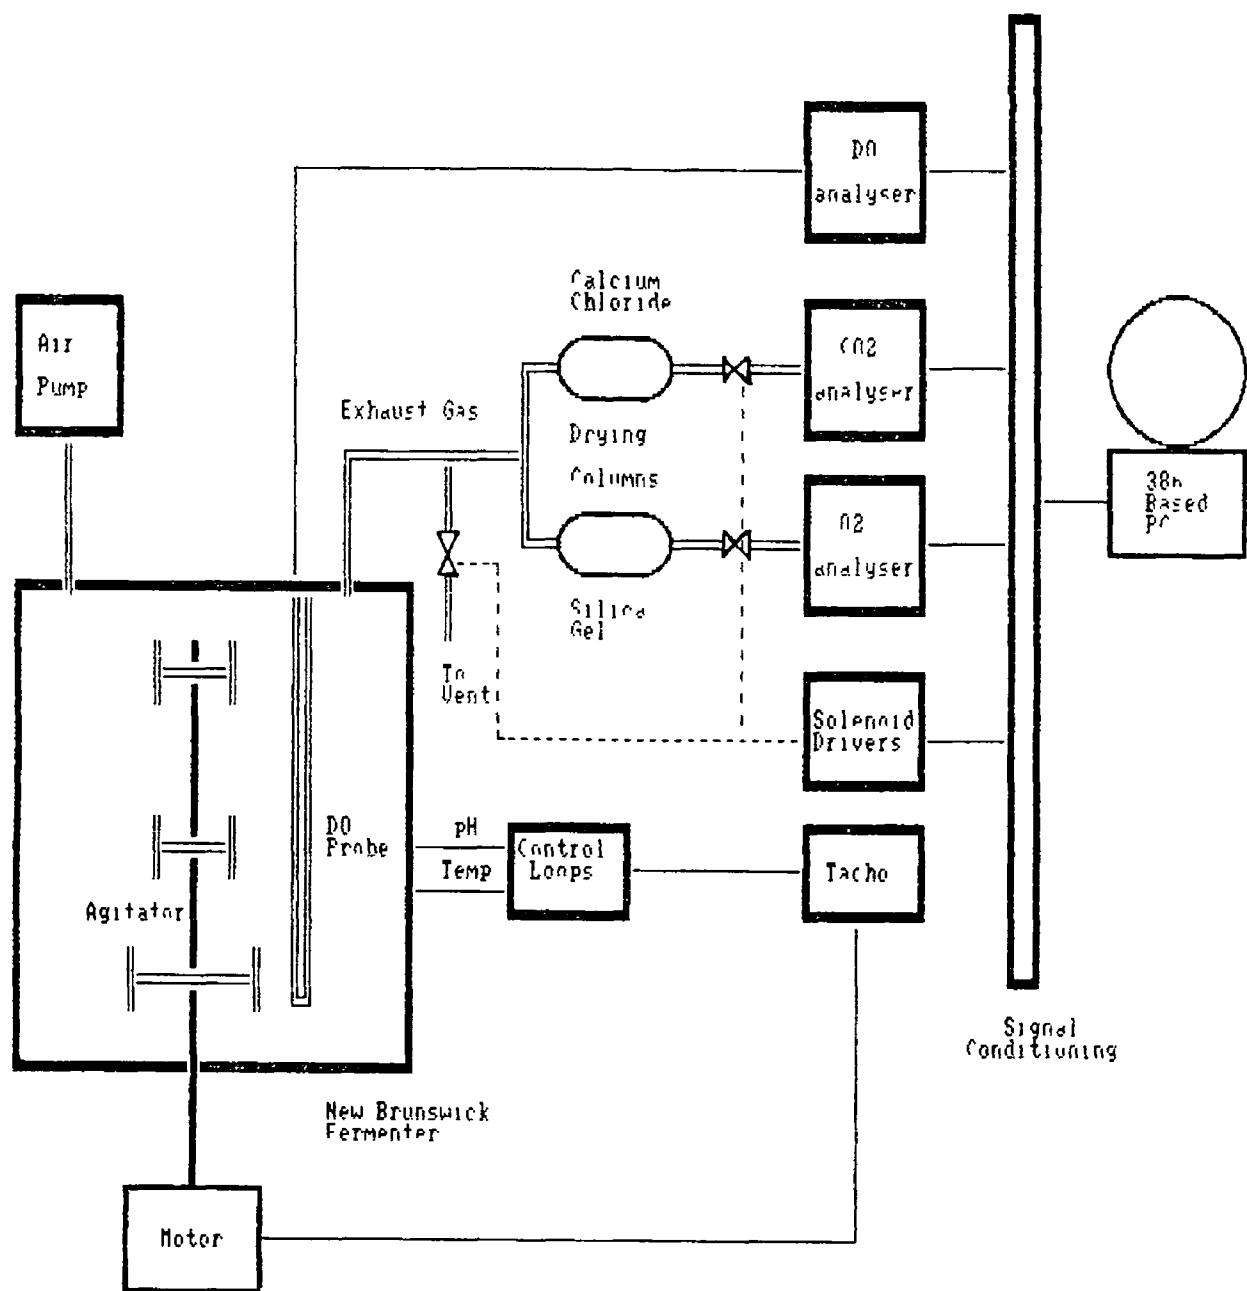 DO
analyser
Calcium
Chloride
Air
Pump
CO2
analyser
Exhaust Gas
Drying
Columns
O2
analyser
386
Based
PC
Silica
Gel
To
Vent
Solenoid
Drivers
DO
Probe
pH
Temp
Control
Loops
Tacho
Agitator
Signal
Conditioning
New Brunswick
Fermenter
Motor